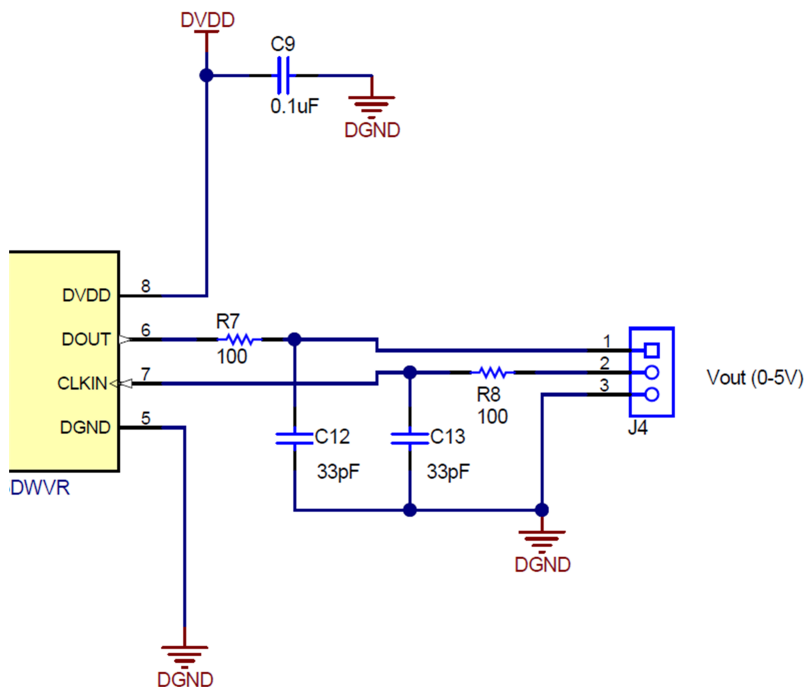 DVDD
C9
0.1uF
DGND
DVDD
8
DOUT
6
R7
100
CLKIN
7
DGND
5
DWVR
C12
33pF
C13
33pF
R8
100
1
2
3
J4
Vout (0-5V)
DGND
DGND